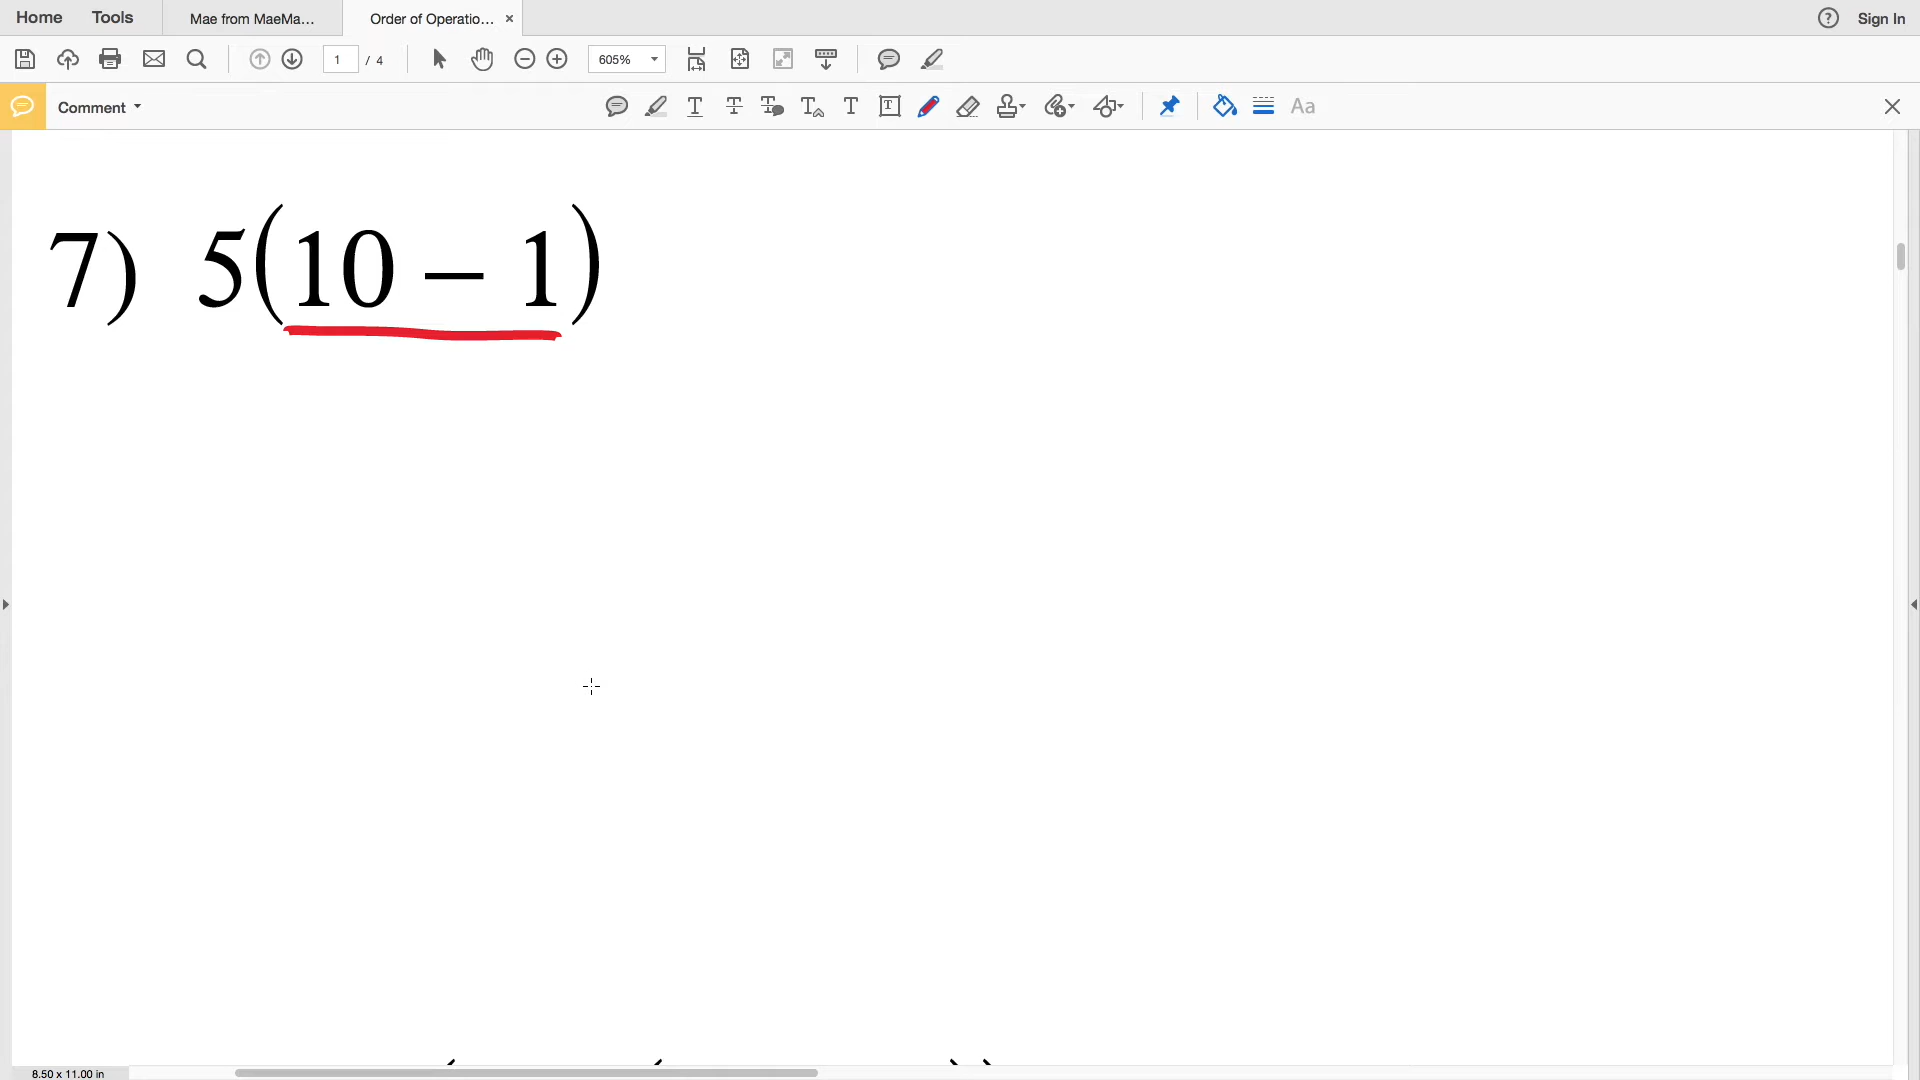 Home Tools Mae from MaeMa... Order of Operatio... × ? Sign In
1 / 4 605%
Comment T T T T T T Aa
7) 5(10 – 1)
8.50 x 11.00 in